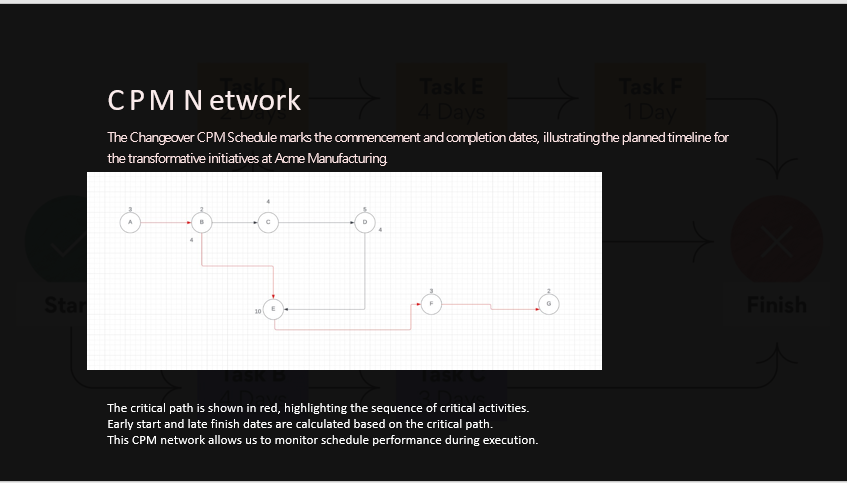 Task D
Task E
Task F
2 Days
4 Days
1 Day
CPM Network
The Changeover CPM Schedule marks the commencement and completion dates, illustrating the planned timeline for
the transformative initiatives at Acme Manufacturing.
3
2
4
5
A
B
C
D
4
4
Star
Finish
3
2
10
E
F
G
Task B
Task C
4 Days
The critical path is shown in red, highlighting the sequence of critical activities.
Early start and late finish dates are calculated based on the critical path.
This CPM network allows us to monitor schedule performance during execution.